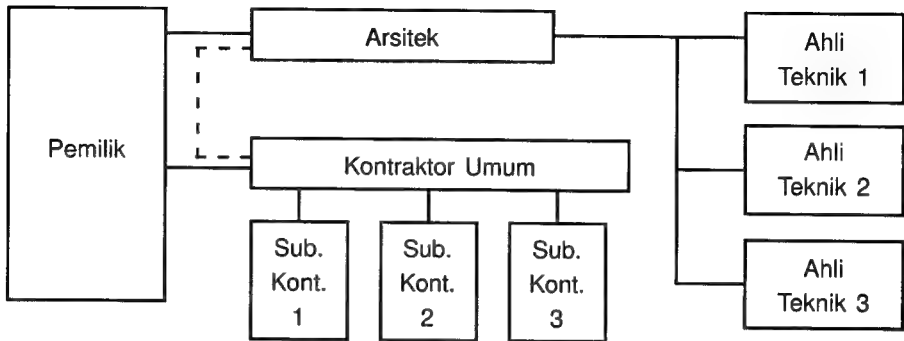 Pemilik
Arsitek
Kontraktor Umum
Sub.
Kont.
1
Sub.
Kont.
2
Sub.
Kont.
3
Ahli
Teknik 1
Ahli
Teknik 2
Ahli
Teknik 3